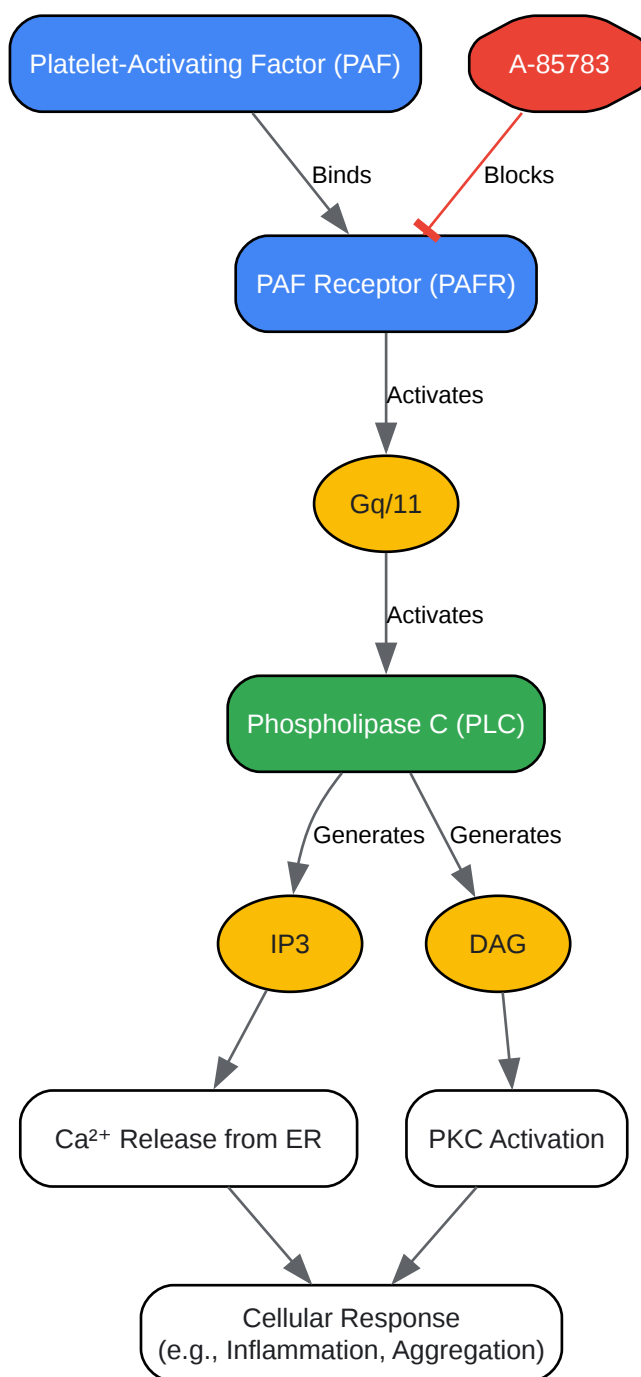 Platelet-Activating Factor (PAF)
A-85783
Binds
Blocks
PAF Receptor (PAFR)
Activates
Gq/11
Activates
Phospholipase C (PLC)
Generates
Generates
IP3
DAG
Ca²⁺ Release from ER
PKC Activation
Cellular Response
(e.g., Inflammation, Aggregation)